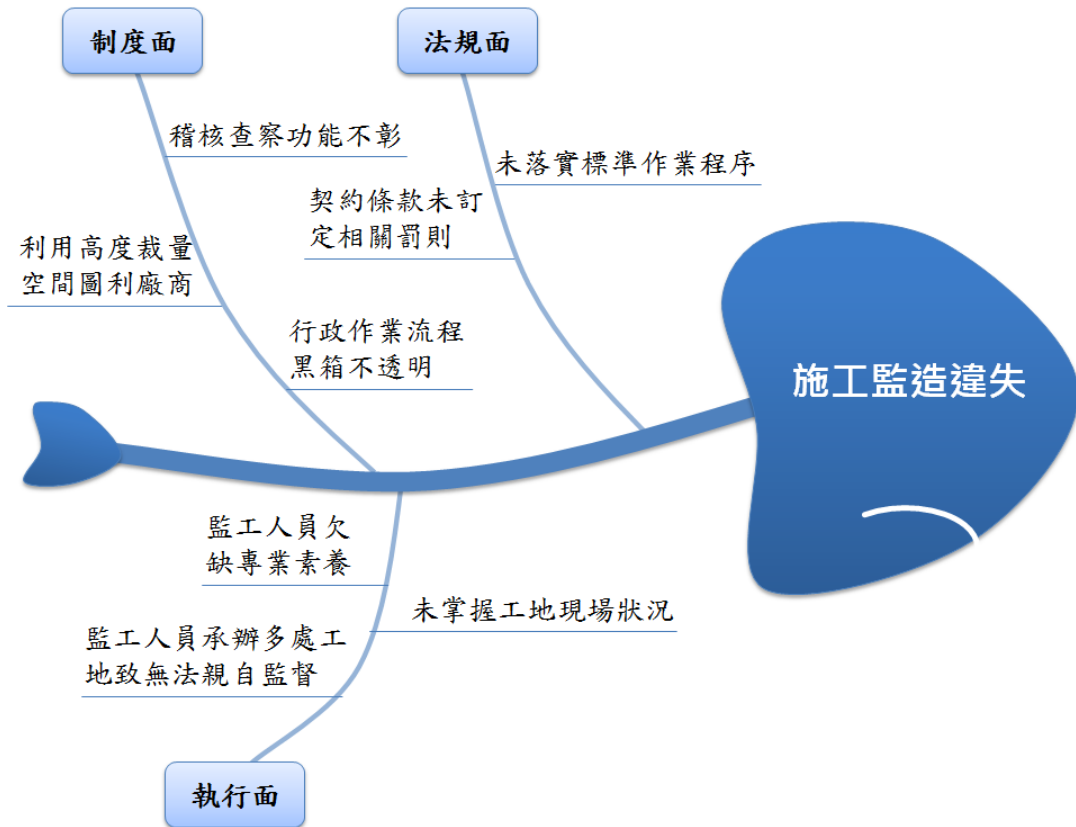 制度面
法規面
稽核查察功能不彰
未落實標準作業程序
契約條款未訂
定相關罰則
利用高度裁量
空間圖利廠商
行政作業流程
黑箱不透明
施工監造違失
監工人員欠
缺專業素養
未掌握工地現場狀況
監工人員承辦多處工
地致無法親自監督
執行面